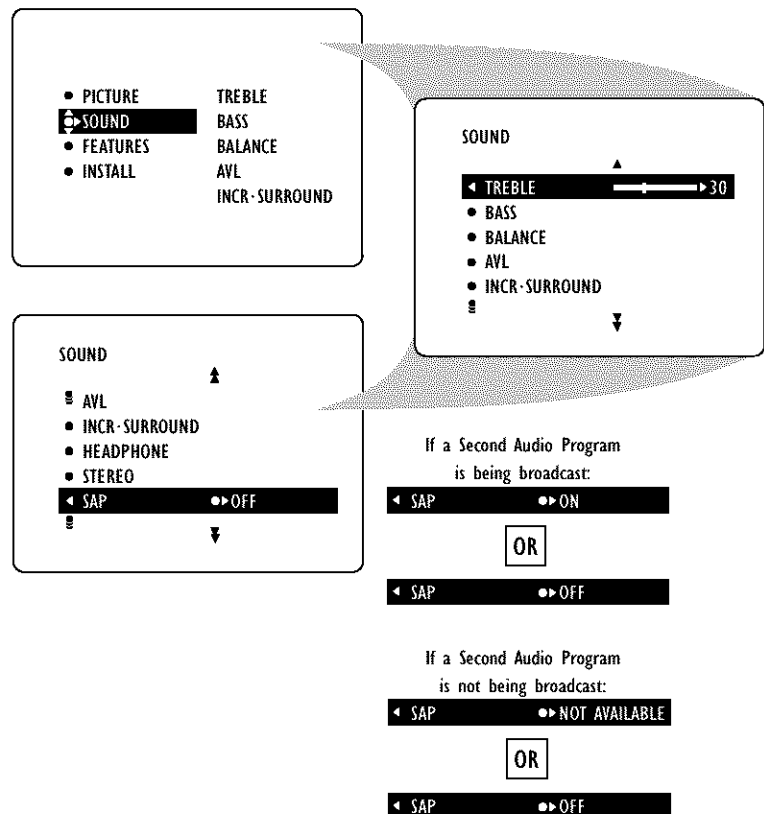 PICTURE TREBLE
SOUND BASS
FEATURES BALANCE
INSTALL AVL
INCR·SURROUND
SOUND
TREBLE 30
BASS
BALANCE
AVL
INCR·SURROUND
SOUND
AVL
INCR·SURROUND
HEADPHONE
STEREO
SAP OFF
If a Second Audio Program
is being broadcast:
SAP ON
OR
SAP OFF
If a Second Audio Program
is not being broadcast:
SAP NOT AVAILABLE
OR
SAP OFF